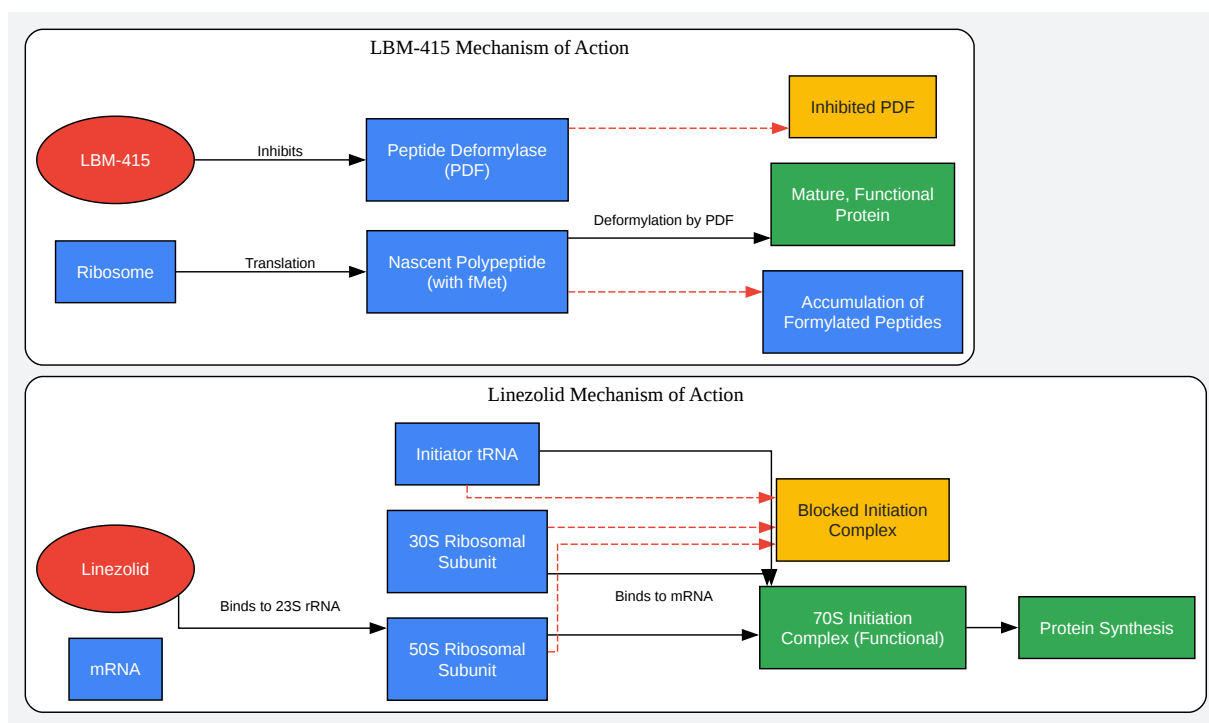 LBM-415 Mechanism of Action
Inhibited PDF
LBM-415
Inhibits
Peptide Deformylase
(PDF)
Mature, Functional
Protein
Deformylation by PDF
Ribosome
Translation
Nascent Polypeptide
(with fMet)
Accumulation of
Formylated Peptides
Linezolid Mechanism of Action
Initiator tRNA
Blocked Initiation
Complex
30S Ribosomal
Subunit
Linezolid
Binds to 23S rRNA
Binds to mRNA
70S Initiation
Complex (Functional)
Protein Synthesis
50S Ribosomal
Subunit
mRNA